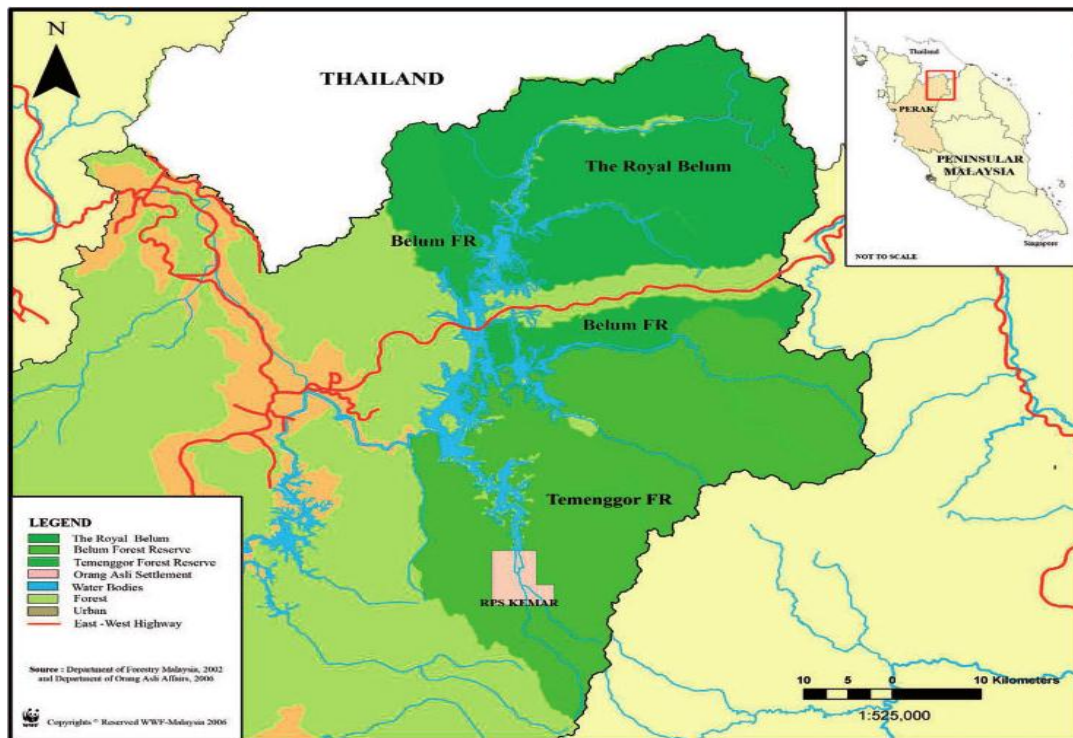 N
THAILAND
The Royal Belum
Belum FR
Belum FR
Temenggor FR
RPS KEMAR
P
Thailand
PERAK
PENINSULAR
MALAYSIA
Singapore
NOT TO SCALE
LEGEND
The Royal Belum
Belum Forest Reserve
Temenggor Forest Reserve
Orang Asli Settlement
Water Bodies
Forest
Urban
East -West Highway
Source : Department of Forestry Malaysia, 2002
and Department of Orang Asli Affairs, 2006
WWF
Copyrights © Reserved WWF-Malaysia 2006
10 5 0 10 Kilometers
1:525,000